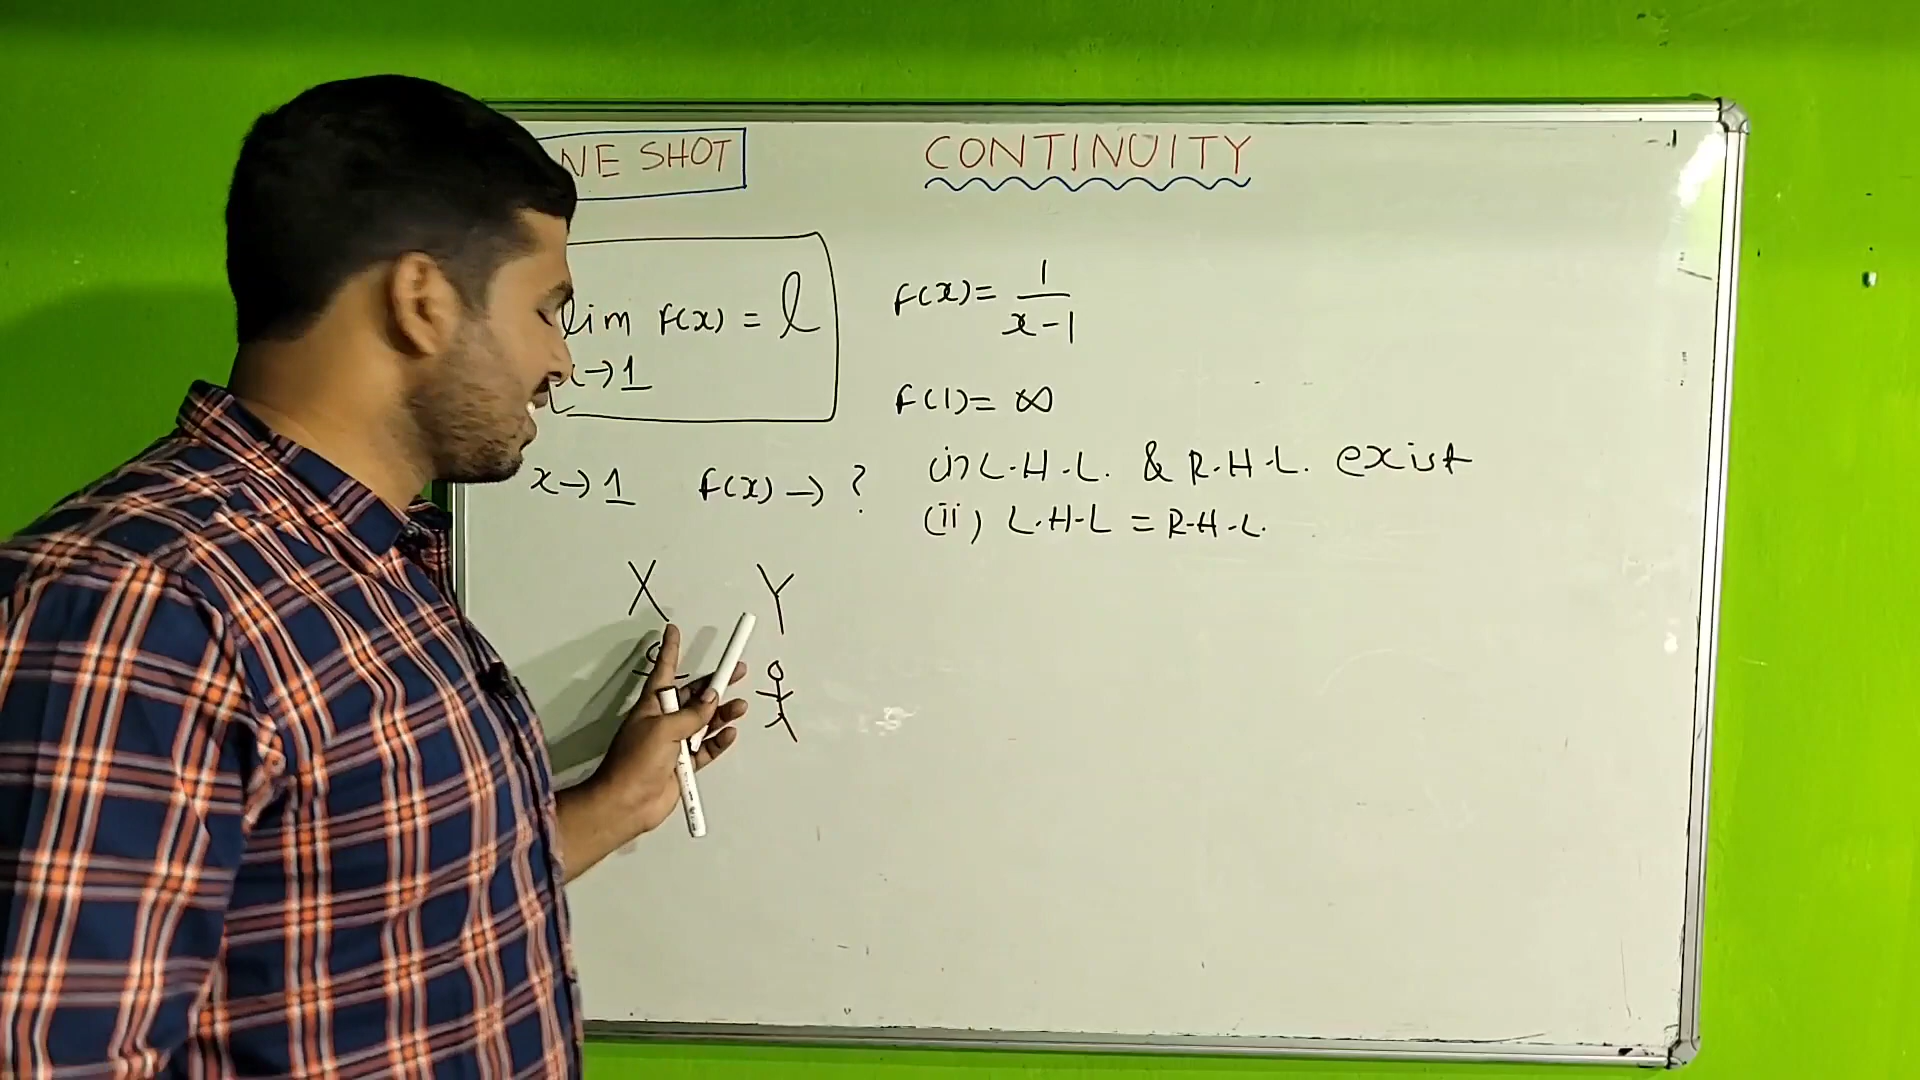 NE SHOT
CONTINUITY
lim f(x) = l
x→1
f(x)= 1
x-1
f(1)= ∞
x→1 f(x)→ ?
(i) L.H.L. & R.H.L. exist
(ii) L.H.L = R.H.L.
X Y